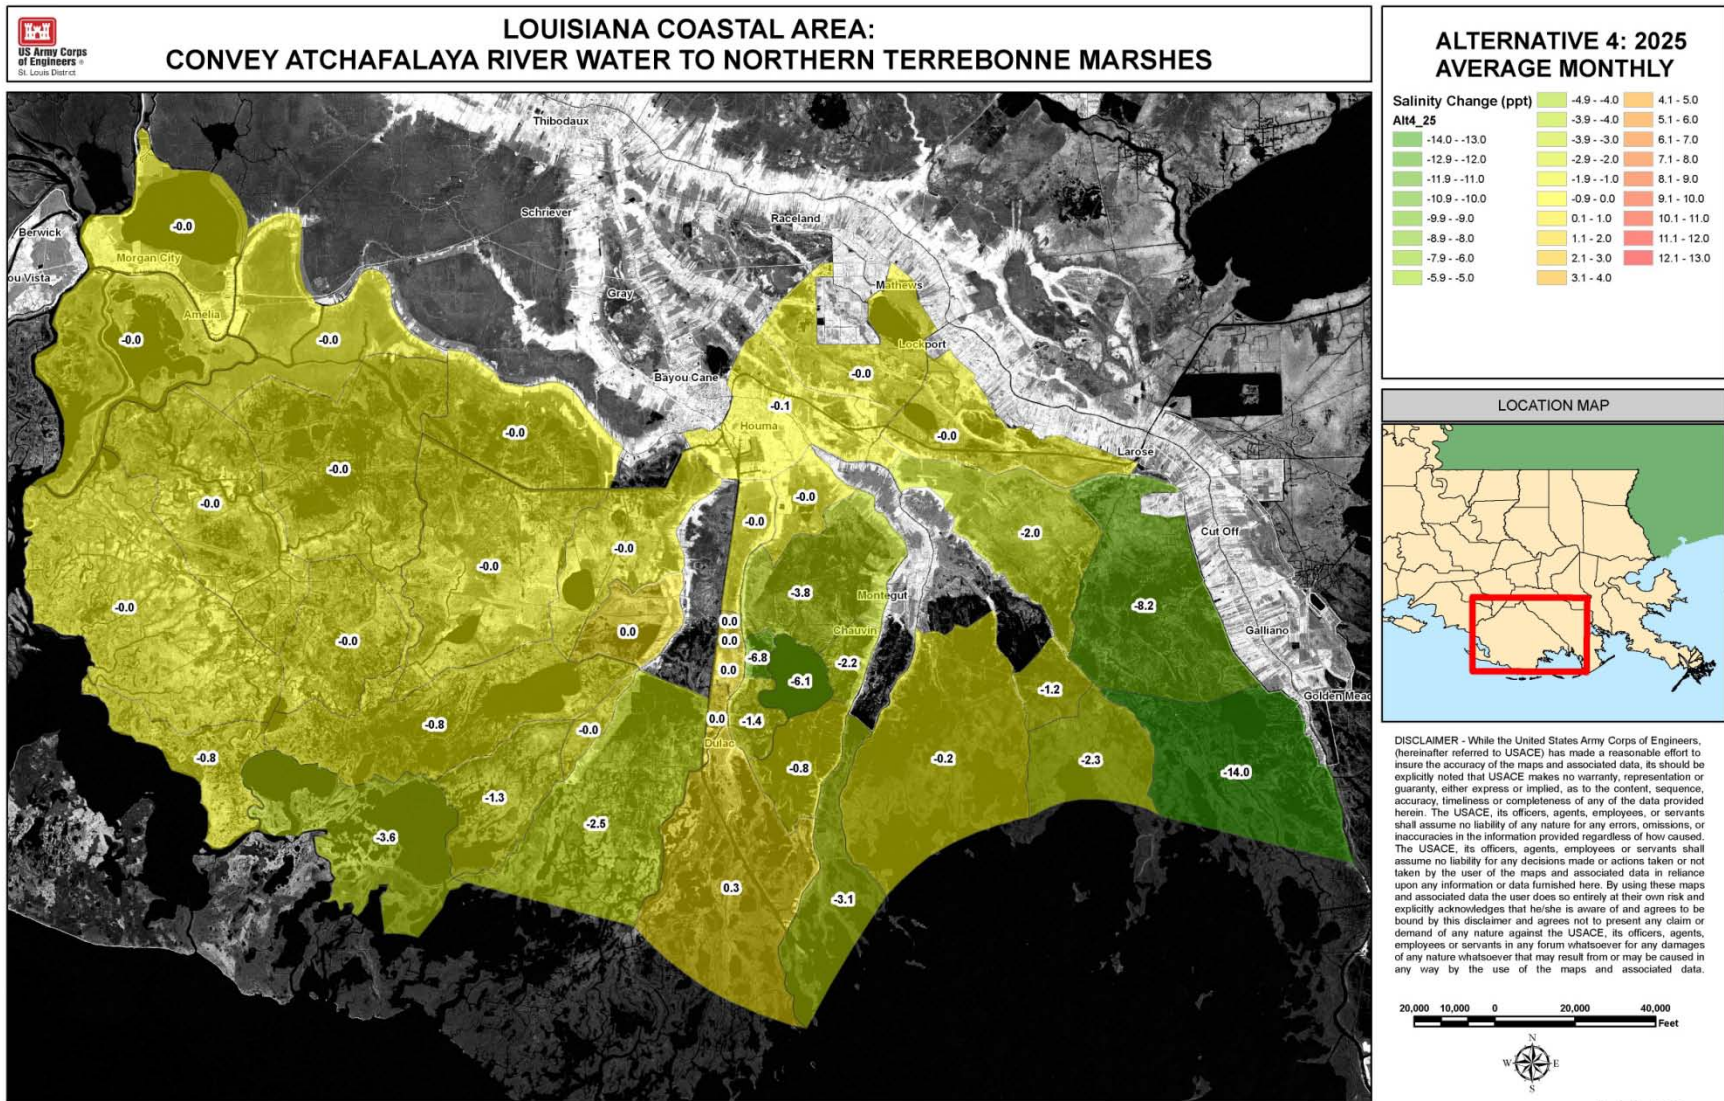 US Army Corps
of Engineers ®
St. Louis District
LOUISIANA COASTAL AREA:
CONVEY ATCHAFALAYA RIVER WATER TO NORTHERN TERREBONNE MARSHES
ALTERNATIVE 4: 2025
AVERAGE MONTHLY
Salinity Change (ppt)
Alt4_25
-14.0 - -13.0
-12.9 - -12.0
-11.9 - -11.0
-10.9 - -10.0
-9.9 - -9.0
-8.9 - -8.0
-7.9 - -6.0
-5.9 - -5.0
-4.9 - -4.0
-3.9 - -4.0
-3.9 - -3.0
-2.9 - -2.0
-1.9 - -1.0
-0.9 - 0.0
0.1 - 1.0
1.1 - 2.0
2.1 - 3.0
3.1 - 4.0
4.1 - 5.0
5.1 - 6.0
6.1 - 7.0
7.1 - 8.0
8.1 - 9.0
9.1 - 10.0
10.1 - 11.0
11.1 - 12.0
12.1 - 13.0
Thibodaux
Schriever
Raceland
-0.0
Berwick
Morgan City
ou Vista
Gray
Mathews
Amelia
-0.0
-0.0
Lockport
Bayou Cane
-0.0
-0.1
Houma
-0.0
-0.0
Larose
-0.0
-0.0
-0.0
-0.0
-2.0
Cut Off
-0.0
-0.0
-0.0
-3.8
Montegut
-0.0
-8.2
0.0
Galliano
0.0
Chauvin
-0.0
0.0
-6.8
-2.2
0.0
-6.1
-1.2
Golden Mead
-0.8
-0.0
0.0
-1.4
Dulac
-0.8
-0.8
-0.2
-2.3
-14.0
-1.3
-2.5
-3.6
0.3
-3.1
LOCATION MAP
DISCLAIMER - While the United States Army Corps of Engineers,
(hereinafter referred to USACE) has made a reasonable effort to
insure the accuracy of the maps and associated data, its should be
explicitly noted that USACE makes no warranty, representation or
guaranty, either express or implied, as to the content, sequence,
accuracy, timeliness or completeness of any of the data provided
herein. The USACE, its officers, agents, employees, or servants
shall assume no liability of any nature for any errors, omissions, or
inaccuracies in the information provided regardless of how caused.
The USACE, its officers, agents, employees or servants shall
assume no liability for any decisions made or actions taken or not
taken by the user of the maps and associated data in reliance
upon any information or data furnished here. By using these maps
and associated data the user does so entirely at their own risk and
explicitly acknowledges that he/she is aware of and agrees to be
bound by this disclaimer and agrees not to present any claim or
demand of any nature against the USACE, its officers, agents,
employees or servants in any forum whatsoever for any damages
of any nature whatsoever that may result from or may be caused in
any way by the use of the maps and associated data.
20,000 10,000 0 20,000 40,000
Feet
N
W E
S